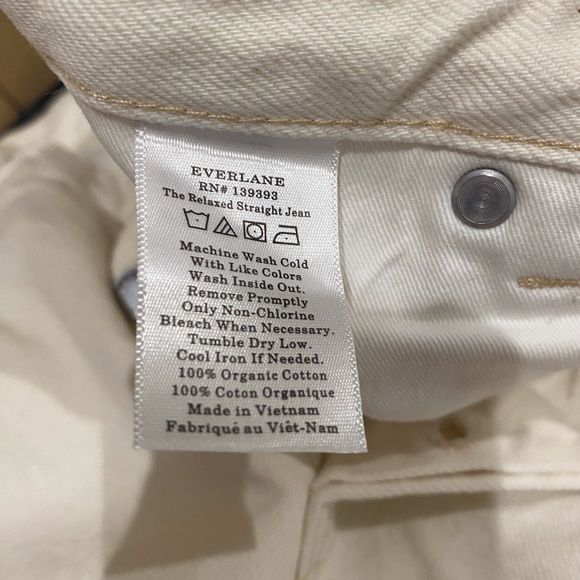 EVERLANE
RN# 139393
The Relaxed Straight Jean
Machine Wash Cold
With Like Colors
Wash Inside Out.
Remove Promptly
Only Non-Chlorine
Bleach When Necessary.
Tumble Dry Low.
Cool Iron If Needed.
100% Organic Cotton
100% Coton Organique
Made in Vietnam
Fabriqué au Viêt-Nam